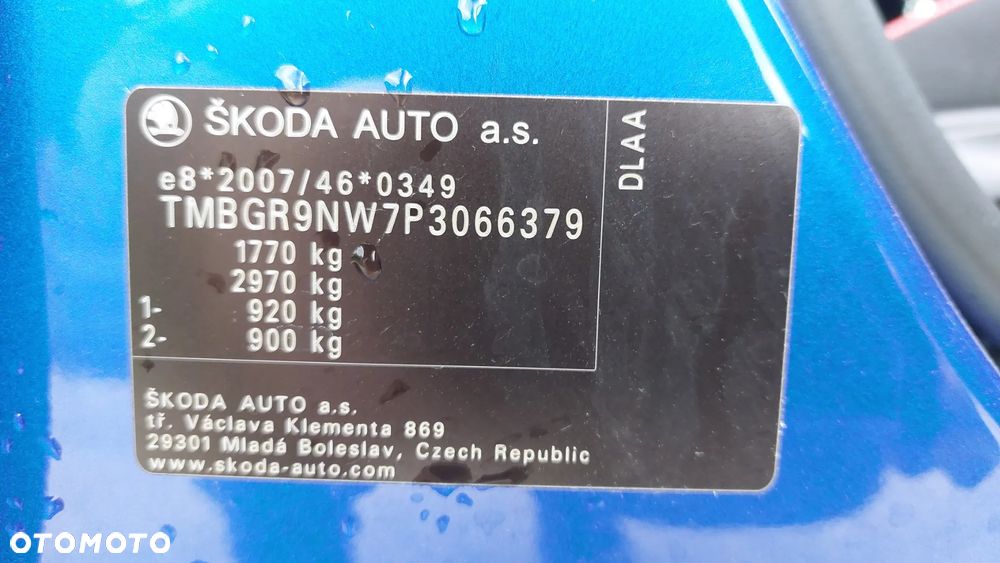 ŠKODA AUTO a.s.
e8*2007/46*0349
TMBGR9NW7P3066379
1770 kg
2970 kg
1- 920 kg
2- 900 kg
DLAA
ŠKODA AUTO a.s.
tř. Václava Klementa 869
29301 Mladá Boleslav, Czech Republic
www.skoda-auto.com
OTOMOTO